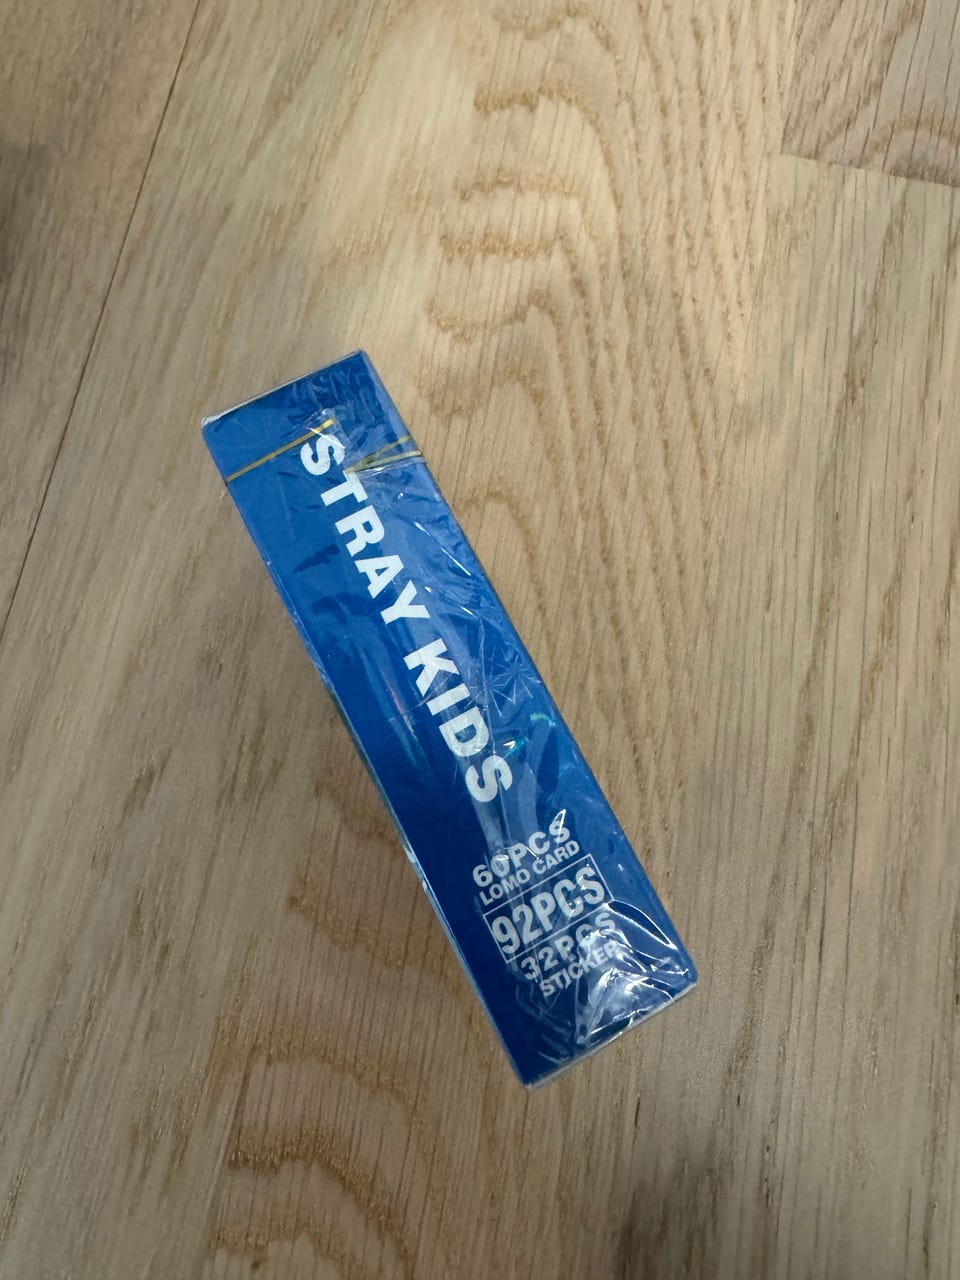 STRAY KIDS
60PCS
LOMO CARD
92PCS
32PCS
STICKER